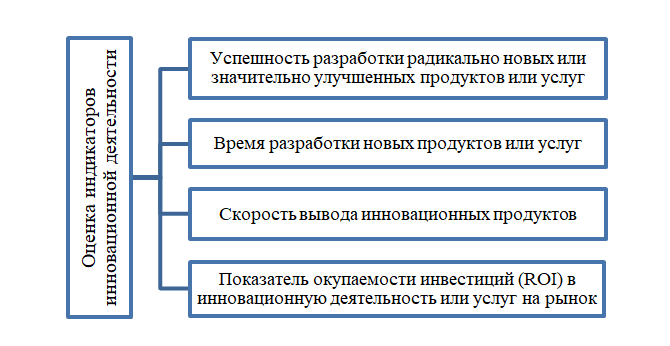 Оценка индикаторов
инновационной деятельности
Успешность разработки радикально новых или
значительно улучшенных продуктов или услуг
Время разработки новых продуктов или услуг
Скорость вывода инновационных продуктов
Показатель окупаемости инвестиций (ROI) в
инновационную деятельность или услуг на рынок